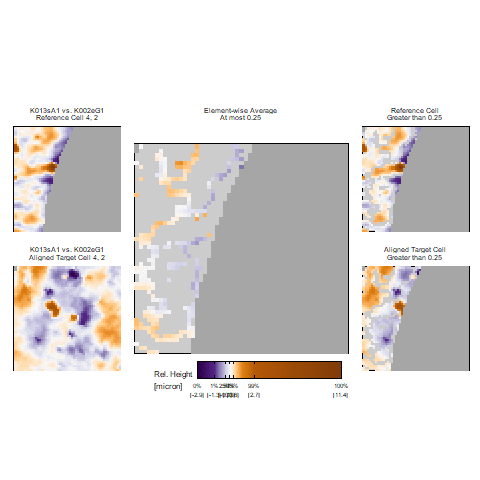 K013sA1 vs. K002eG1
Reference Cell 4, 2
Element-wise Average
At most 0.25
Reference Cell
Greater than 0.25
K013sA1 vs. K002eG1
Aligned Target Cell 4, 2
Aligned Target Cell
Greater than 0.25
Rel. Height
[micron]
0% 1% 99% 100%
[-2.9] [2.7] [11.4]